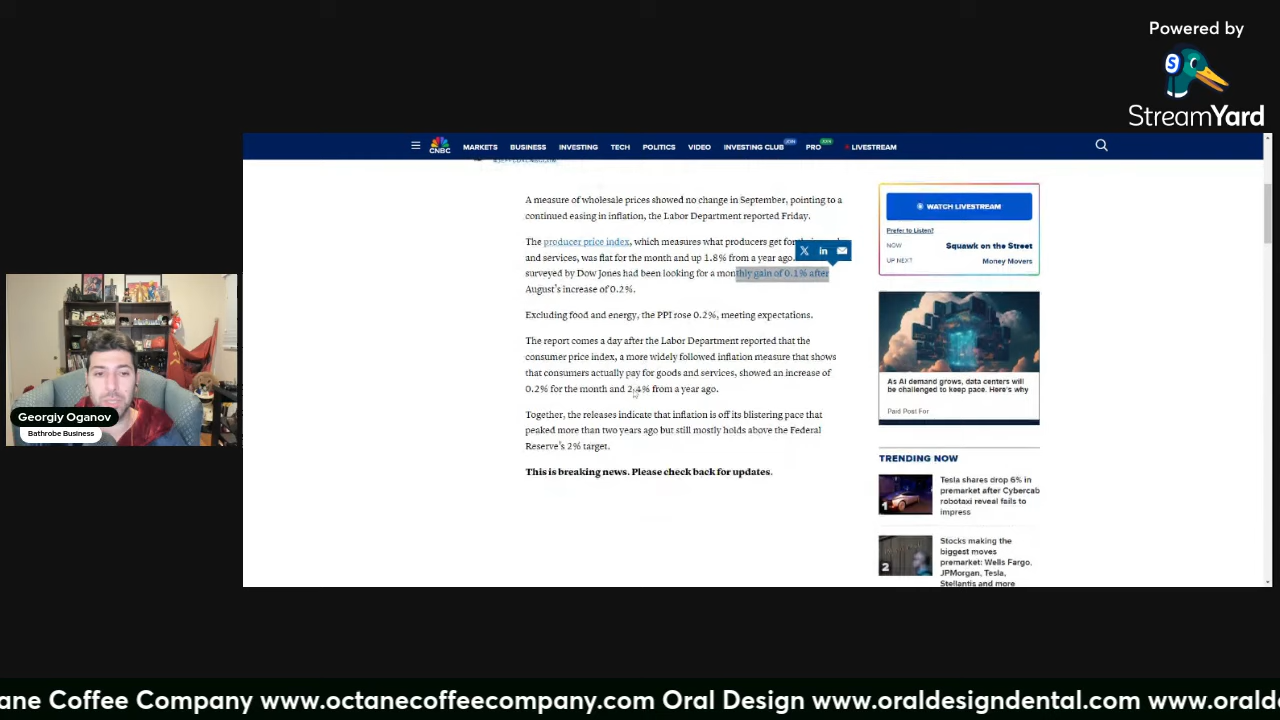 Powered by
S
StreamYard
CNBC
MARKETS BUSINESS INVESTING TECH POLITICS VIDEO INVESTING CLUB JOIN PRO JOIN LIVESTREAM
A measure of wholesale prices showed no change in September, pointing to a
continued easing in inflation, the Labor Department reported Friday.
The producer price index, which measures what producers get for
and services, was flat for the month and up 1.8% from a year ago.
surveyed by Dow Jones had been looking for a monthly gain of 0.1% after
August's increase of 0.2%.
Excluding food and energy, the PPI rose 0.2%, meeting expectations.
The report comes a day after the Labor Department reported that the
consumer price index, a more widely followed inflation measure that shows
that consumers actually pay for goods and services, showed an increase of
0.2% for the month and 2.4% from a year ago.
Together, the releases indicate that inflation is off its blistering pace that
peaked more than two years ago but still mostly holds above the Federal
Reserve's 2% target.
This is breaking news. Please check back for updates.
X in
WATCH LIVESTREAM
Prefer to Listen?
NOW Squawk on the Street
UP NEXT Money Movers
As AI demand grows, data centers will
be challenged to keep pace. Here's why
Paid Post For
TRENDING NOW
1
Tesla shares drop 6% in
premarket after Cybercab
robotaxi reveal fails to
impress
2
Stocks making the
biggest moves
premarket: Wells Fargo,
JPMorgan, Tesla,
Stellantis and more
Georgiy Oganov
Bathrobe Business
tane Coffee Company www.octanecoffeecompany.com Oral Design www.oraldesigndental.com www.orald